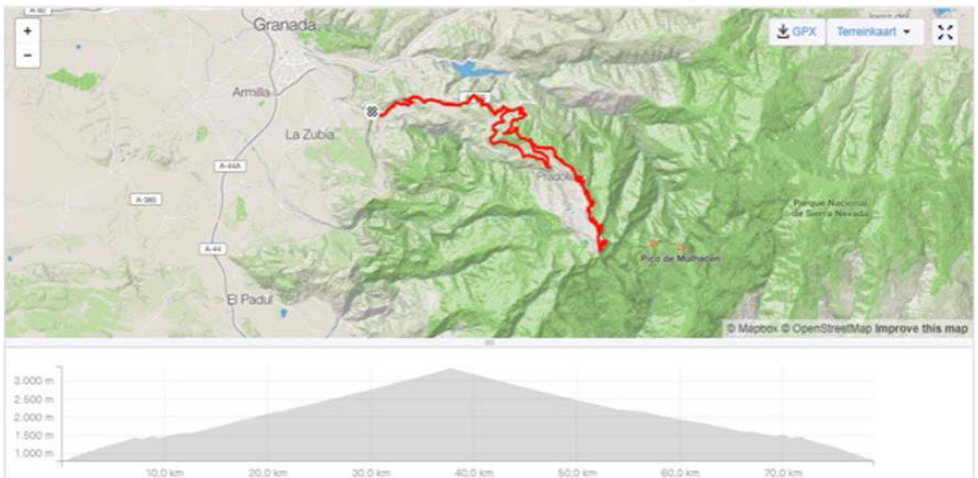 A-92
Granada
+
−
GPX
Terreinkaart
Armilla
La Zubia
A-44A
Pradollano
A-395
Parque Nacional
de Sierra Nevada
A-44
Pico de Mulhacén
El Padul
© Mapbox © OpenStreetMap Improve this map
3.000 m
2.500 m
2.000 m
1.500 m
1.000 m
10,0 km
20,0 km
30,0 km
40,0 km
50,0 km
60,0 km
70,0 km